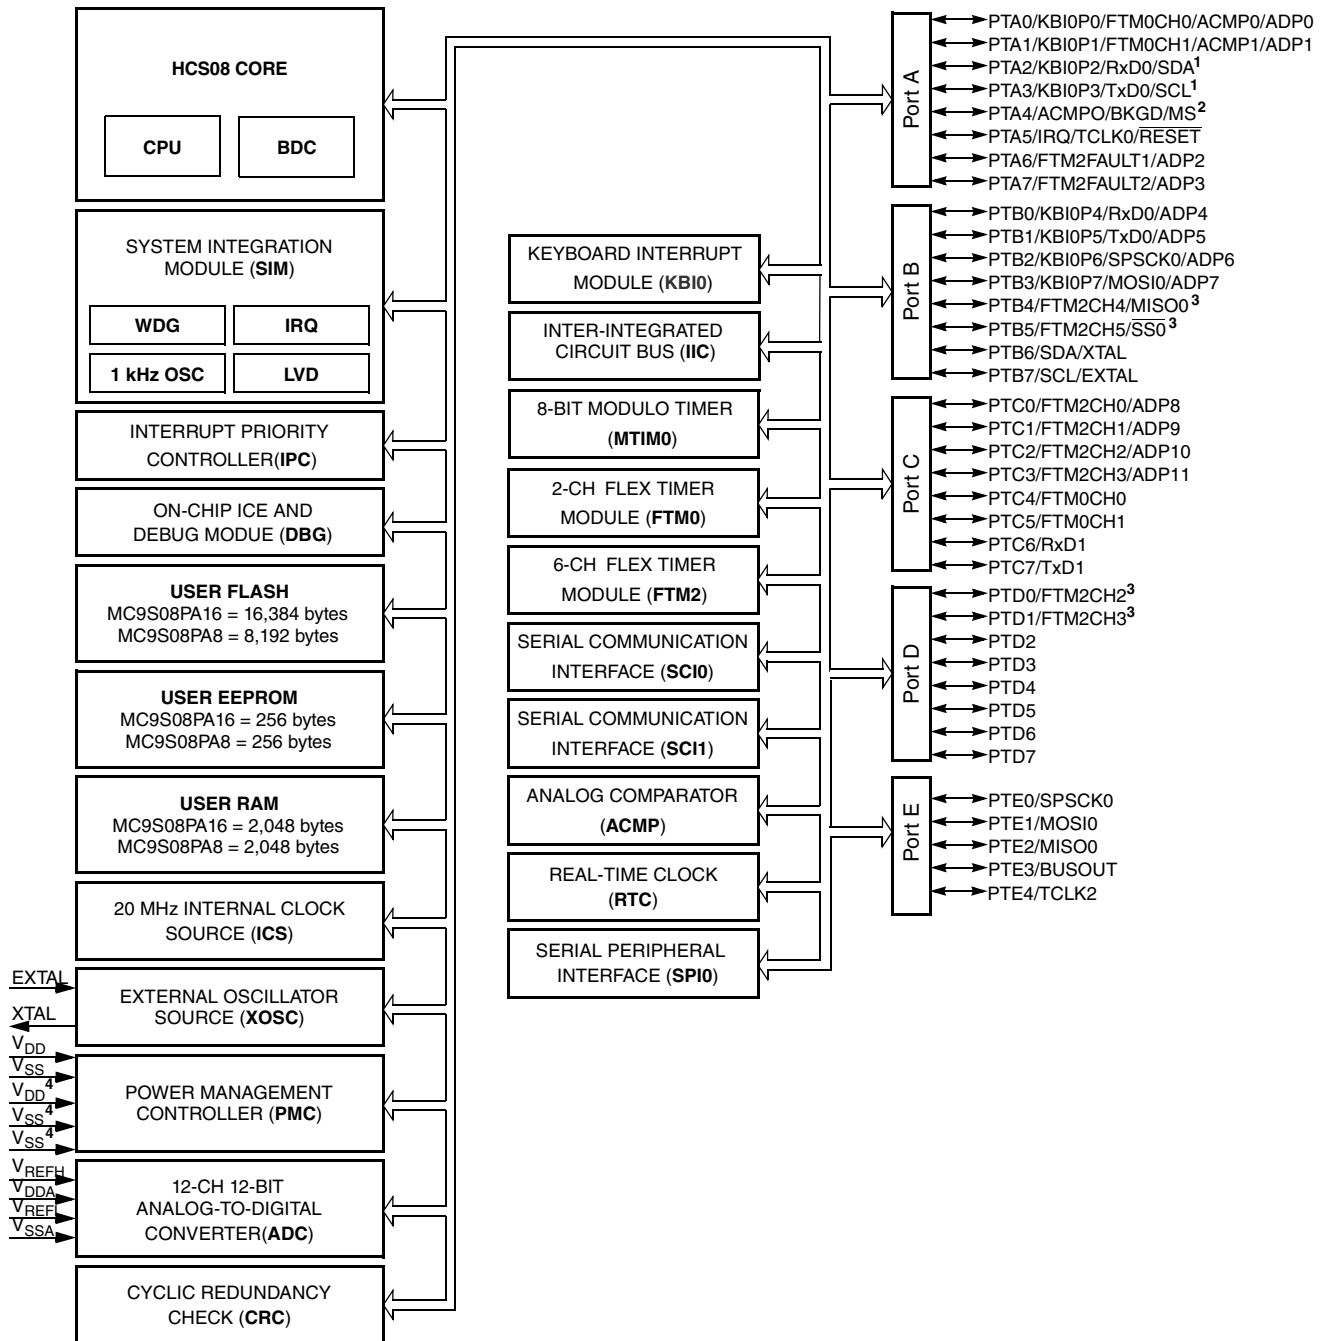 HCS08 CORE
CPU
BDC
SYSTEM INTEGRATION
MODULE (SIM)
WDG
IRQ
1 kHz OSC
LVD
INTERRUPT PRIORITY
CONTROLLER(IPC)
ON-CHIP ICE AND
DEBUG MODUE (DBG)
USER FLASH
MC9S08PA16 = 16,384 bytes
MC9S08PA8 = 8,192 bytes
USER EEPROM
MC9S08PA16 = 256 bytes
MC9S08PA8 = 256 bytes
USER RAM
MC9S08PA16 = 2,048 bytes
MC9S08PA8 = 2,048 bytes
20 MHz INTERNAL CLOCK
SOURCE (ICS)
EXTAL
XTAL
EXTERNAL OSCILLATOR
SOURCE (XOSC)
VDD
VSS
VDD4
VSS4
VSS4
POWER MANAGEMENT
CONTROLLER (PMC)
VREFH
VDDA
VREFL
VSSA
12-CH 12-BIT
ANALOG-TO-DIGITAL
CONVERTER(ADC)
CYCLIC REDUNDANCY
CHECK (CRC)
KEYBOARD INTERRUPT
MODULE (KBI0)
INTER-INTEGRATED
CIRCUIT BUS (IIC)
8-BIT MODULO TIMER
(MTIM0)
2-CH FLEX TIMER
MODULE (FTM0)
6-CH FLEX TIMER
MODULE (FTM2)
SERIAL COMMUNICATION
INTERFACE (SCI0)
SERIAL COMMUNICATION
INTERFACE (SCI1)
ANALOG COMPARATOR
(ACMP)
REAL-TIME CLOCK
(RTC)
SERIAL PERIPHERAL
INTERFACE (SPI0)
Port A
PTA0/KBI0P0/FTM0CH0/ACMP0/ADP0
PTA1/KBI0P1/FTM0CH1/ACMP1/ADP1
PTA2/KBI0P2/RxD0/SDA1
PTA3/KBI0P3/TxD0/SCL1
PTA4/ACMPO/BKGD/MS2
PTA5/IRQ/TCLK0/RESET
PTA6/FTM2FAULT1/ADP2
PTA7/FTM2FAULT2/ADP3
Port B
PTB0/KBI0P4/RxD0/ADP4
PTB1/KBI0P5/TxD0/ADP5
PTB2/KBI0P6/SPSCK0/ADP6
PTB3/KBI0P7/MOSI0/ADP7
PTB4/FTM2CH4/MISO0 3
PTB5/FTM2CH5/SS0 3
PTB6/SDA/XTAL
PTB7/SCL/EXTAL
Port C
PTC0/FTM2CH0/ADP8
PTC1/FTM2CH1/ADP9
PTC2/FTM2CH2/ADP10
PTC3/FTM2CH3/ADP11
PTC4/FTM0CH0
PTC5/FTM0CH1
PTC6/RxD1
PTC7/TxD1
Port D
PTD0/FTM2CH23
PTD1/FTM2CH33
PTD2
PTD3
PTD4
PTD5
PTD6
PTD7
Port E
PTE0/SPSCK0
PTE1/MOSI0
PTE2/MISO0
PTE3/BUSOUT
PTE4/TCLK2